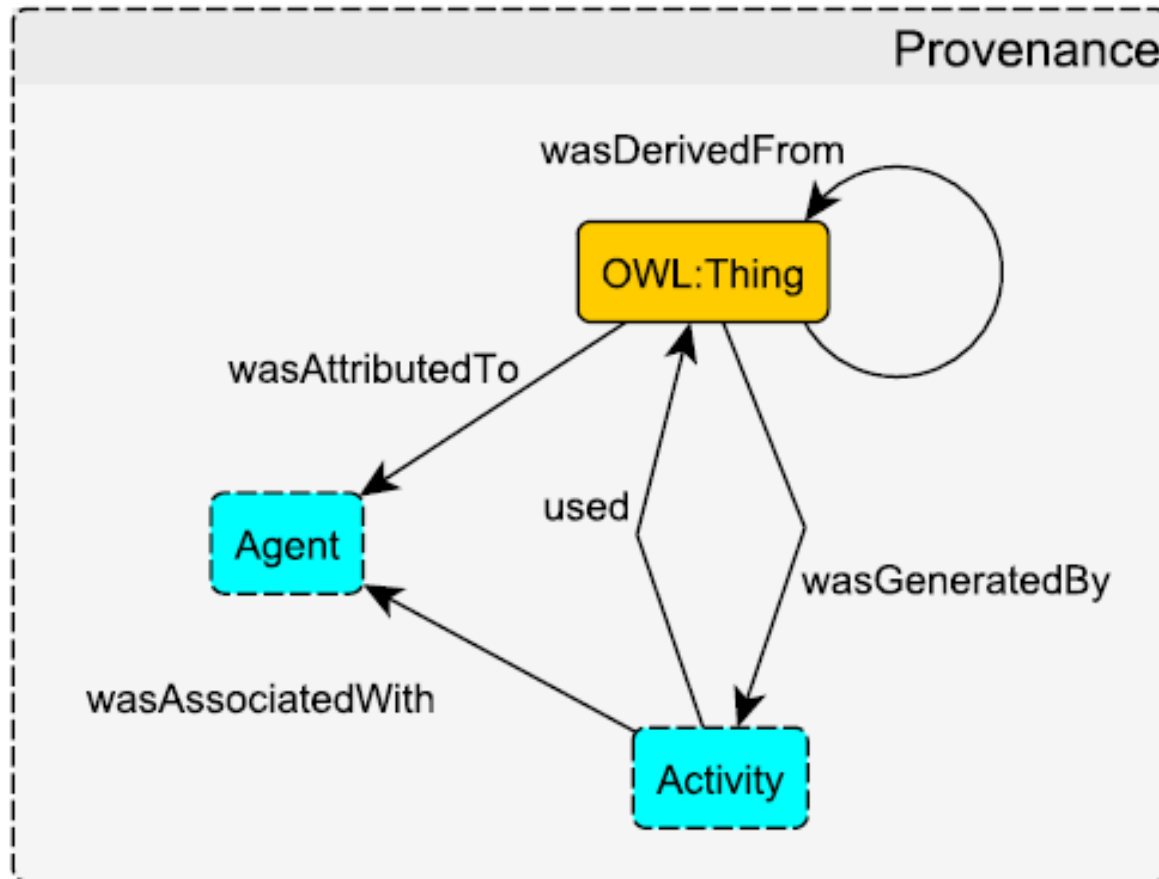 Provenance
wasDerivedFrom
OWL:Thing
wasAttributedTo
used
Agent
wasGeneratedBy
wasAssociatedWith
Activity